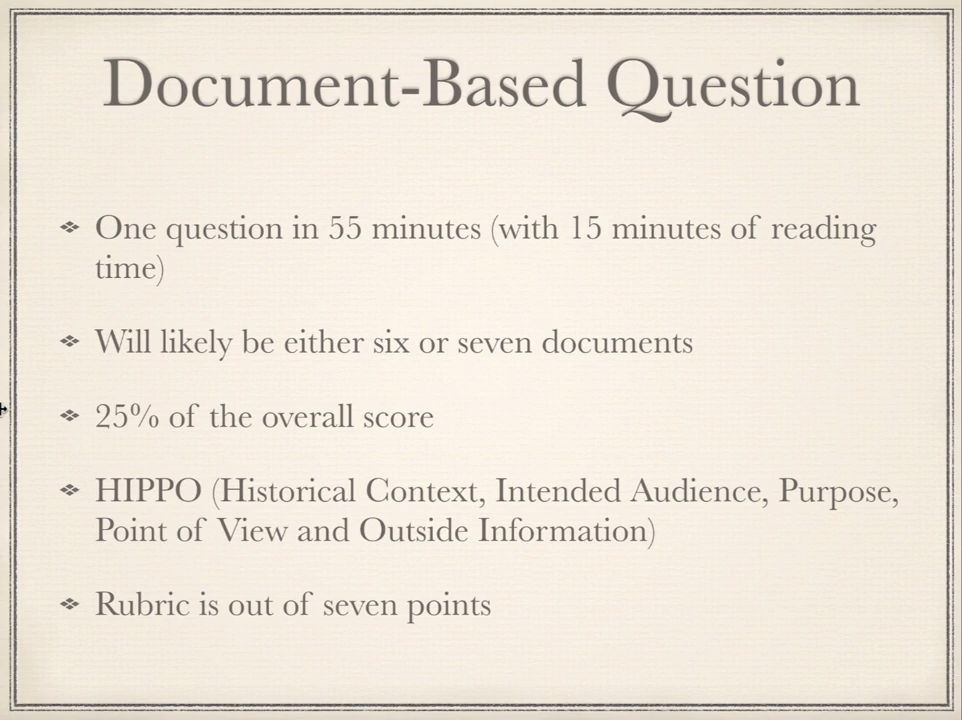 Document-Based Question
One question in 55 minutes (with 15 minutes of reading
time)
Will likely be either six or seven documents
25% of the overall score
HIPPO (Historical Context, Intended Audience, Purpose,
Point of View and Outside Information)
Rubric is out of seven points